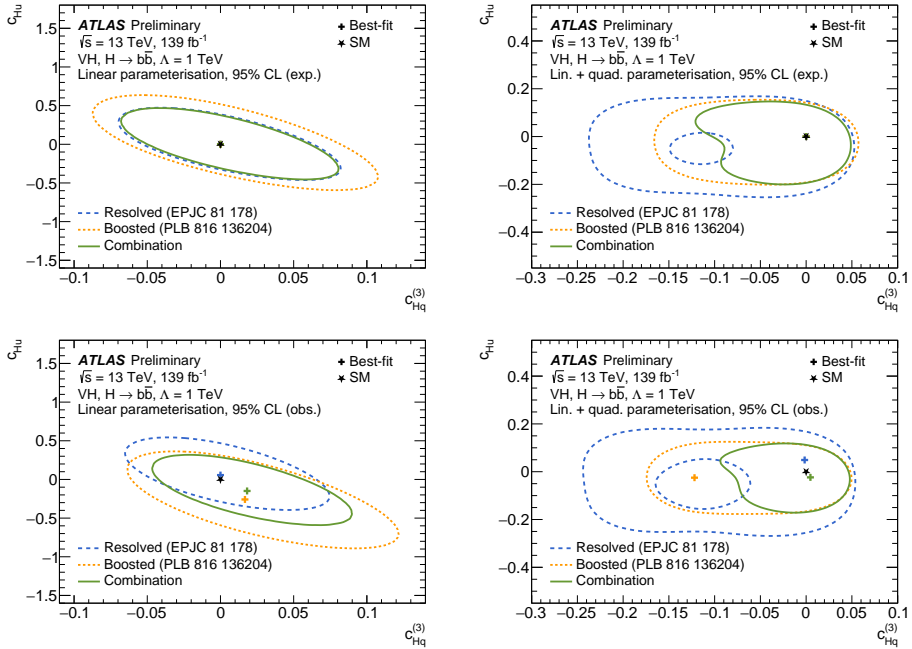 c_Hu
ATLAS Preliminary
√s = 13 TeV, 139 fb⁻¹
VH, H → bb̅, Λ = 1 TeV
Linear parameterisation, 95% CL (exp.)
Best-fit
SM
1.5
1
0.5
0
−0.5
−1
−1.5
Resolved (EPJC 81 178)
Boosted (PLB 816 136204)
Combination
−0.1 −0.05 0 0.05 0.1
c_Hq^(3)
c_Hu
ATLAS Preliminary
√s = 13 TeV, 139 fb⁻¹
VH, H → bb̅, Λ = 1 TeV
Lin. + quad. parameterisation, 95% CL (exp.)
Best-fit
SM
0.4
0.2
0
−0.2
−0.4
Resolved (EPJC 81 178)
Boosted (PLB 816 136204)
Combination
−0.3 −0.25 −0.2 −0.15 −0.1 −0.05 0 0.05 0.1
c_Hq^(3)
c_Hu
ATLAS Preliminary
√s = 13 TeV, 139 fb⁻¹
VH, H → bb̅, Λ = 1 TeV
Linear parameterisation, 95% CL (obs.)
Best-fit
SM
1.5
1
0.5
0
−0.5
−1
−1.5
Resolved (EPJC 81 178)
Boosted (PLB 816 136204)
Combination
−0.1 −0.05 0 0.05 0.1
c_Hq^(3)
c_Hu
ATLAS Preliminary
√s = 13 TeV, 139 fb⁻¹
VH, H → bb̅, Λ = 1 TeV
Lin. + quad. parameterisation, 95% CL (obs.)
Best-fit
SM
0.4
0.2
0
−0.2
−0.4
Resolved (EPJC 81 178)
Boosted (PLB 816 136204)
Combination
−0.3 −0.25 −0.2 −0.15 −0.1 −0.05 0 0.05 0.1
c_Hq^(3)